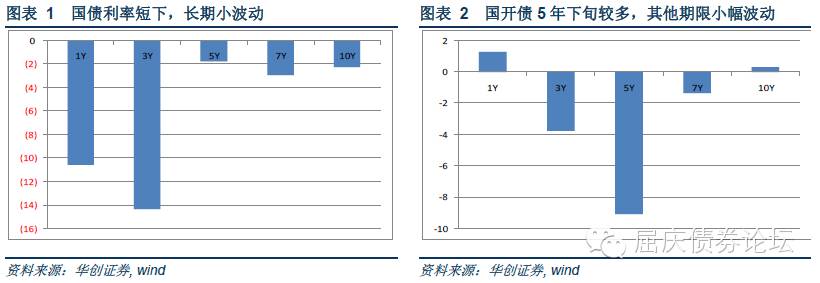 图表 1 国债利率短下，长期小波动
0
(2)
(4)
(6)
(8)
(10)
(12)
(14)
(16)
1Y 3Y 5Y 7Y 10Y
资料来源：华创证券, wind
图表 2 国开债 5 年下旬较多，其他期限小幅波动
2
0
-2
-4
-6
-8
-10
1Y 3Y 5Y 7Y 10Y
屈庆债券论坛
资料来源：华创证券, wind